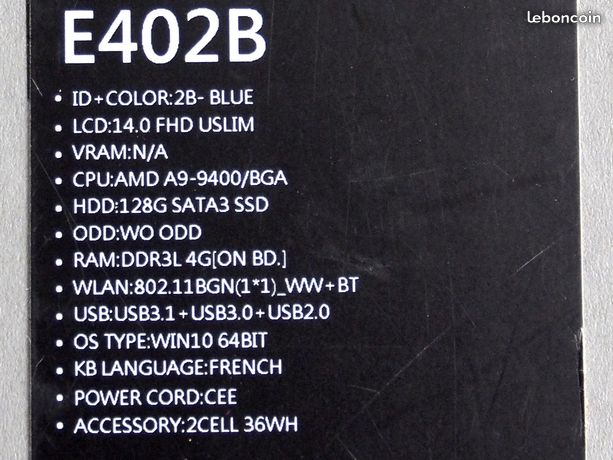 leboncoin
E402B
• ID+COLOR:2B- BLUE
• LCD:14.0 FHD USLIM
• VRAM:N/A
• CPU:AMD A9-9400/BGA
• HDD:128G SATA3 SSD
• ODD:WO ODD
• RAM:DDR3L 4G[ON BD.]
• WLAN:802.11BGN(1*1)_WW+BT
• USB:USB3.1+USB3.0+USB2.0
• OS TYPE:WIN10 64BIT
• KB LANGUAGE:FRENCH
• POWER CORD:CEE
• ACCESSORY:2CELL 36WH